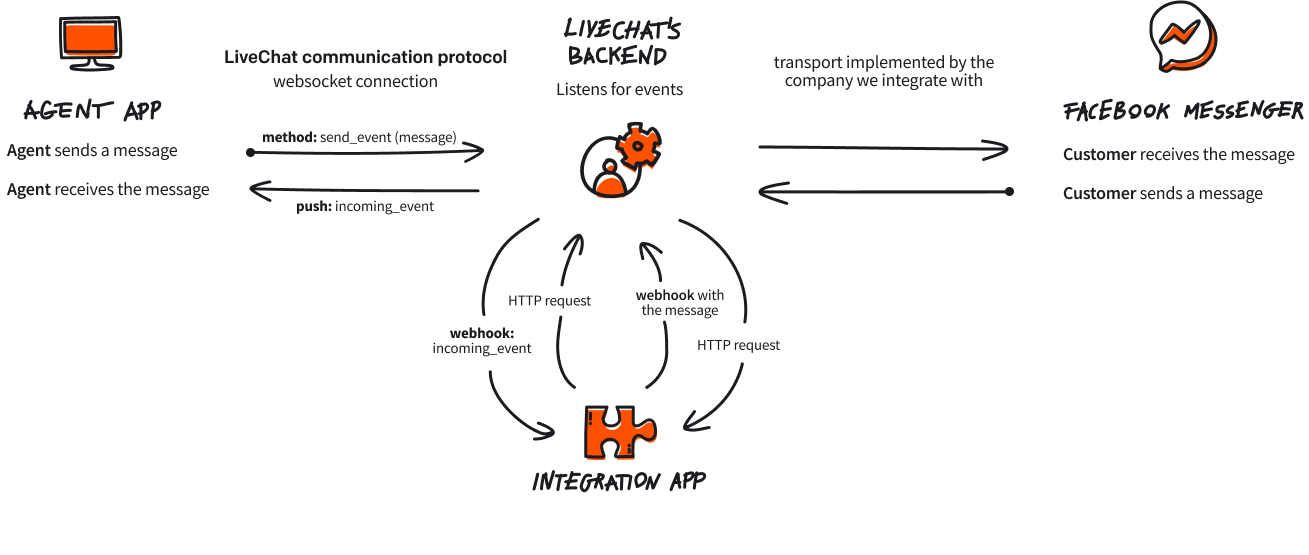 LIVECHAT'S
BACKEND
Listens for events
LiveChat communication protocol
websocket connection
transport implemented by the
company we integrate with
AGENT APP
Agent sends a message
Agent receives the message
method: send_event (message)
push: incoming_event
FACEBOOK MESSENGER
Customer receives the message
Customer sends a message
HTTP request
webhook with
the message
webhook:
incoming_event
HTTP request
INTEGRATION APP